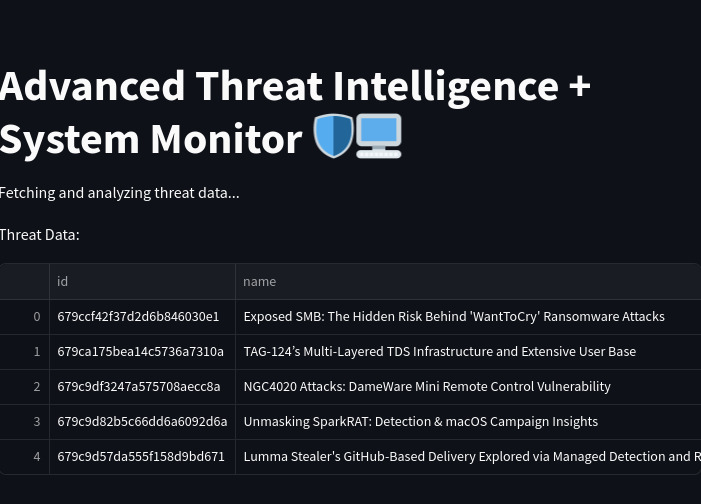 Advanced Threat Intelligence +
System Monitor 🛡️🖥️
Fetching and analyzing threat data...
Threat Data:
id name
0 679ccf42f37d2d6b846030e1 Exposed SMB: The Hidden Risk Behind 'WantToCry' Ransomware Attacks
1 679ca175bea14c5736a7310a TAG-124’s Multi-Layered TDS Infrastructure and Extensive User Base
2 679c9df3247a575708aecc8a NGC4020 Attacks: DameWare Mini Remote Control Vulnerability
3 679c9d82b5c66dd6a6092d6a Unmasking SparkRAT: Detection & macOS Campaign Insights
4 679c9d57da555f158d9bd671 Lumma Stealer's GitHub-Based Delivery Explored via Managed Detection and R